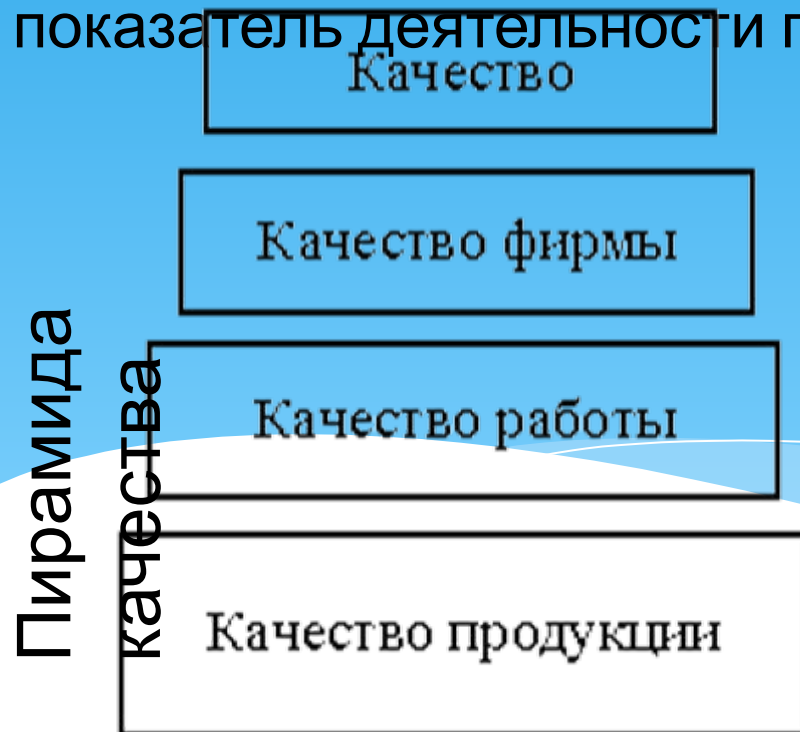 показатель деятельности
Качество
Качество фирмы
Качество работы
Качество продукции
Пирамида
качества